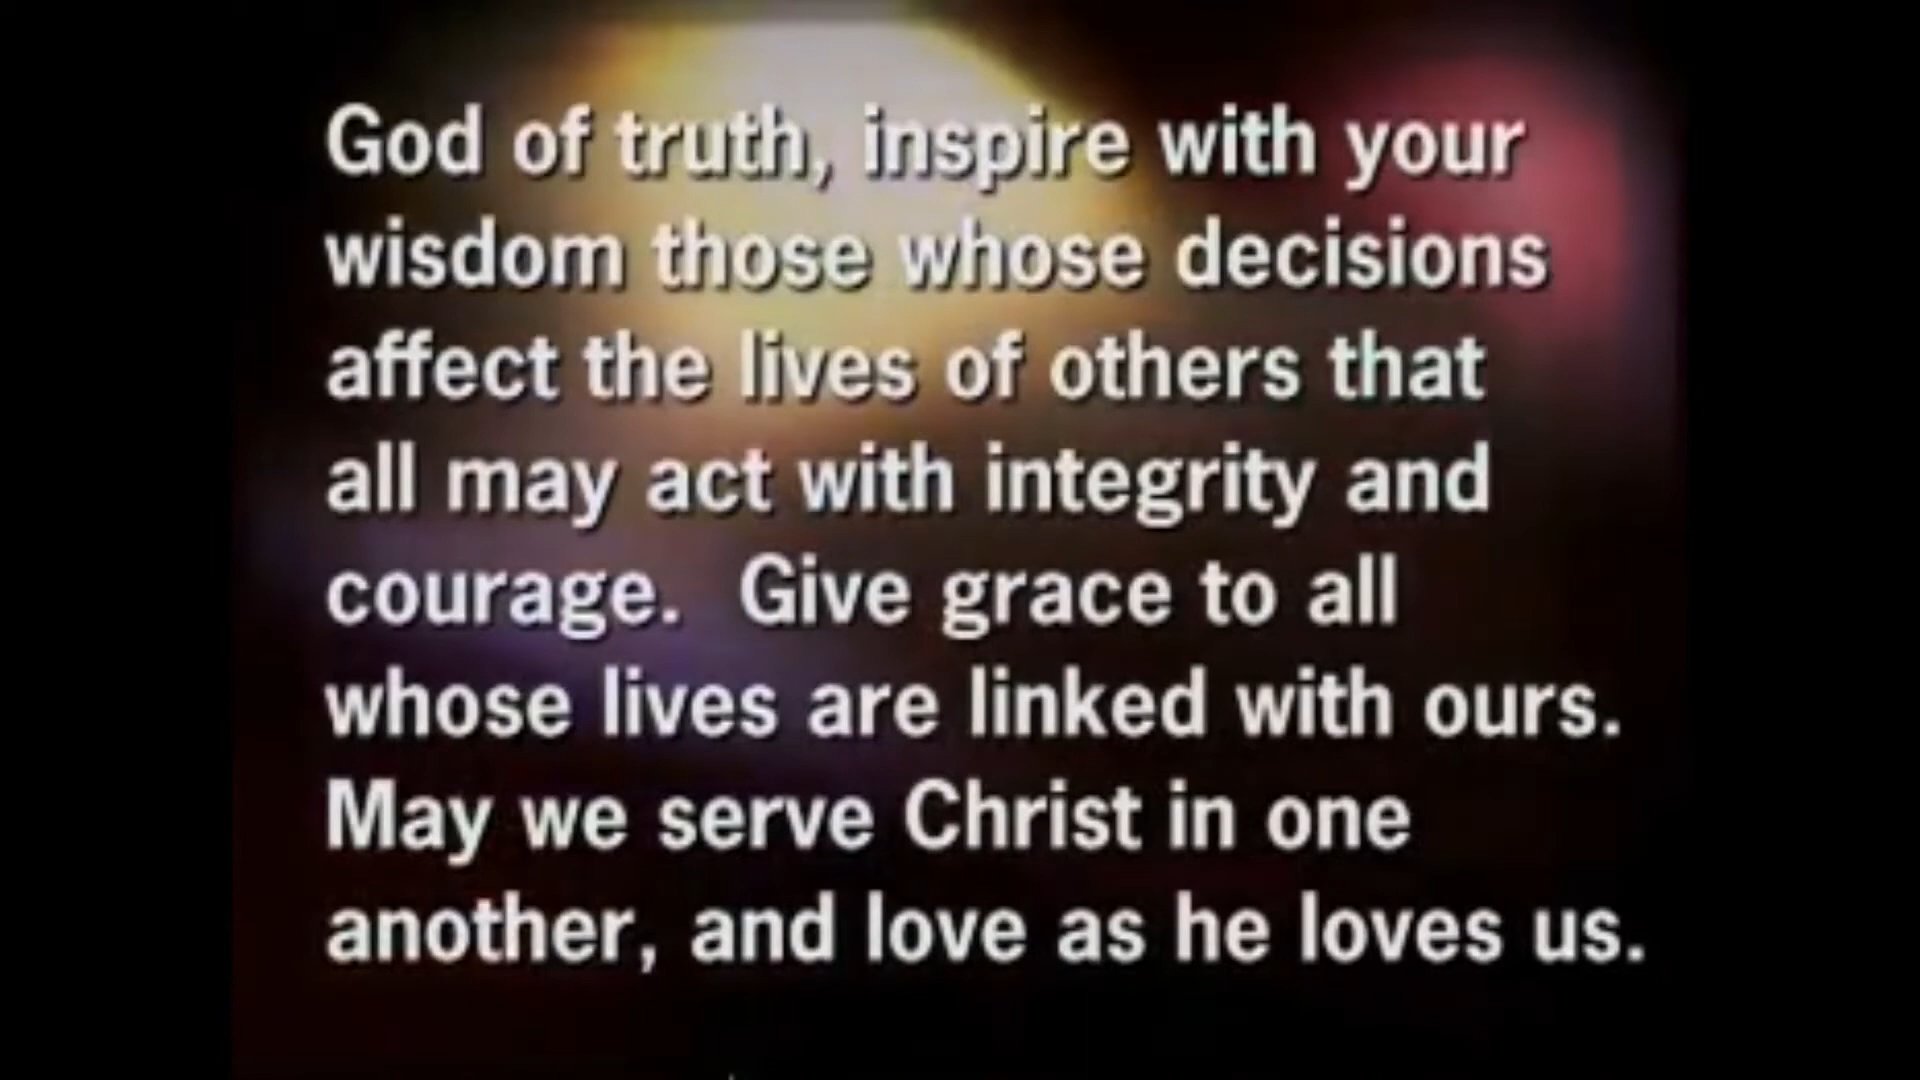 God of truth, inspire with your
wisdom those whose decisions
affect the lives of others that
all may act with integrity and
courage.  Give grace to all
whose lives are linked with ours.
May we serve Christ in one
another, and love as he loves us.